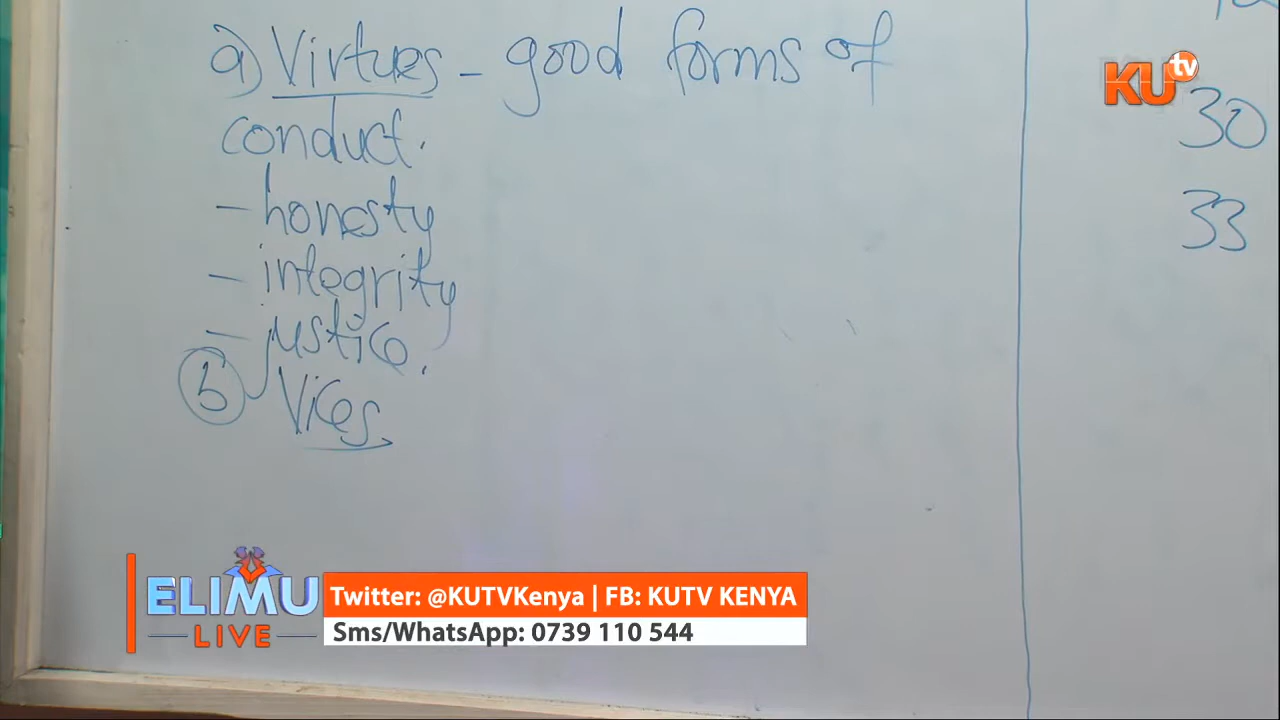 a) Virtues - good forms of
conduct.
- honesty
- integrity
- justice.
b Vices
30
33
KU tv
ELIMU
LIVE
Twitter: @KUTVKenya | FB: KUTV KENYA
Sms/WhatsApp: 0739 110 544